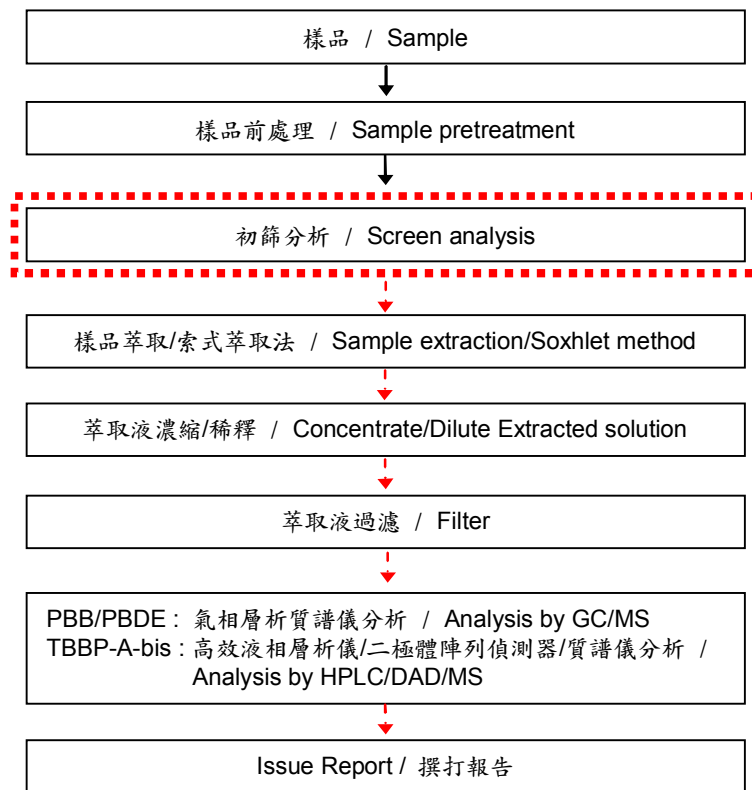 樣品 / Sample
樣品前處理 / Sample pretreatment
初篩分析 / Screen analysis
樣品萃取/索式萃取法 / Sample extraction/Soxhlet method
萃取液濃縮/稀釋 / Concentrate/Dilute Extracted solution
萃取液過濾 / Filter
PBB/PBDE : 氣相層析質譜儀分析 / Analysis by GC/MS
TBBP-A-bis : 高效液相層析儀/二極體陣列偵測器/質譜儀分析 /
Analysis by HPLC/DAD/MS
Issue Report / 撰打報告